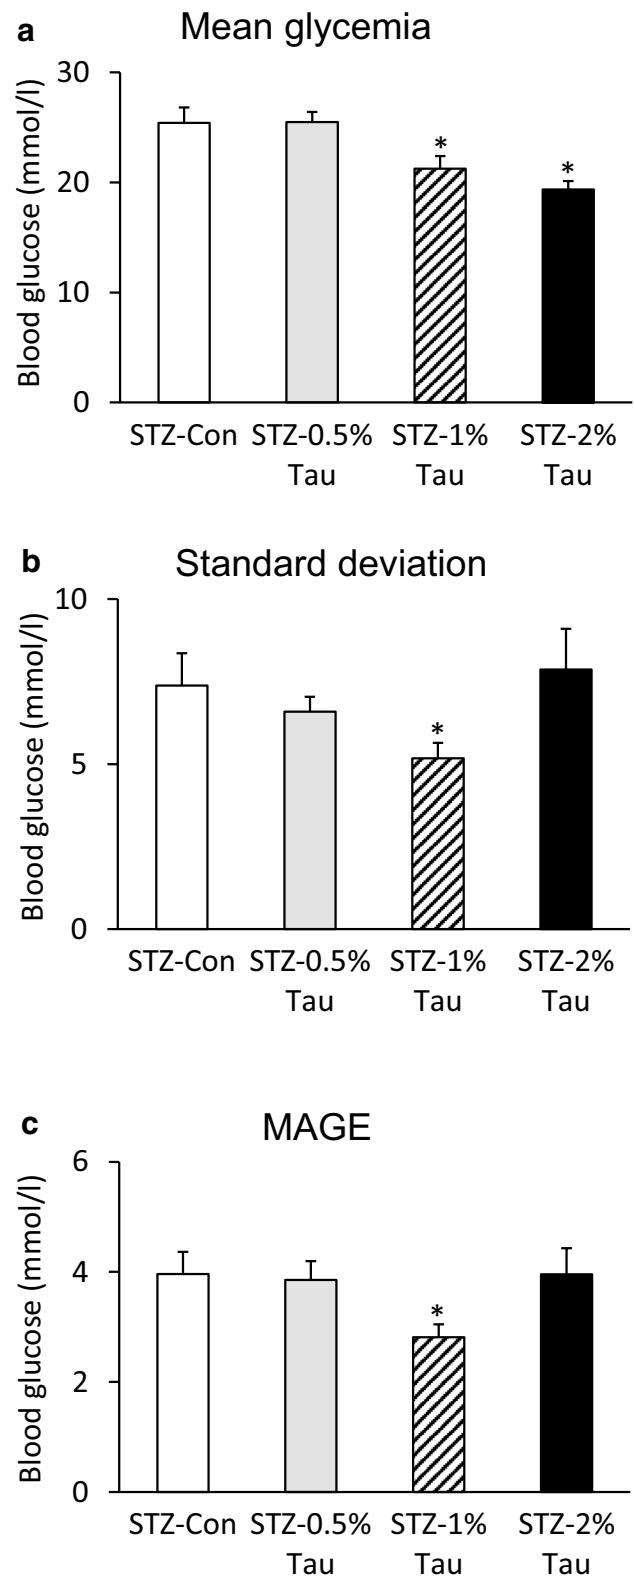 a
Mean glycemia
Blood glucose (mmol/l)
30
20
10
0
*
*
STZ-Con STZ-0.5% STZ-1% STZ-2%
Tau Tau Tau
b
Standard deviation
Blood glucose (mmol/l)
10
5
0
*
STZ-Con STZ-0.5% STZ-1% STZ-2%
Tau Tau Tau
c
MAGE
Blood glucose (mmol/l)
6
4
2
0
*
STZ-Con STZ-0.5% STZ-1% STZ-2%
Tau Tau Tau